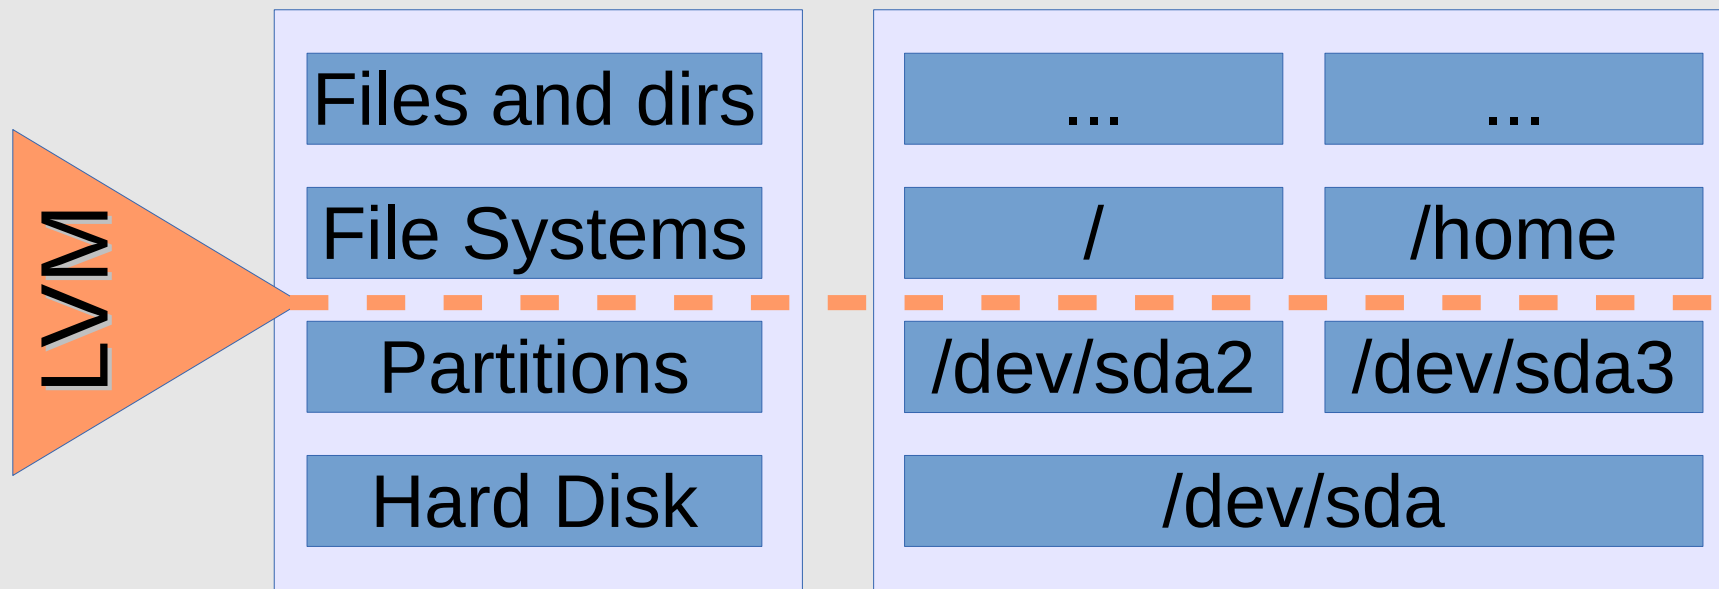 LVM
Files and dirs
... ...
File Systems
/ /home
Partitions
/dev/sda2 /dev/sda3
Hard Disk
/dev/sda